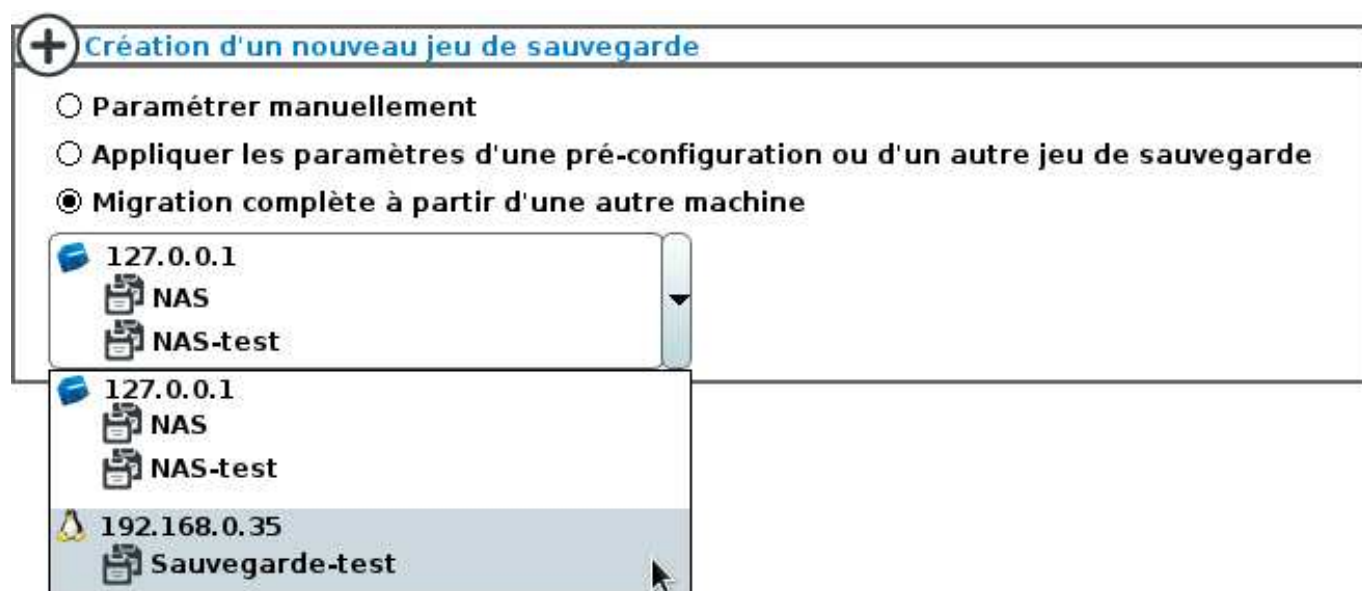 Création d'un nouveau jeu de sauvegarde
Paramétrer manuellement
Appliquer les paramètres d'une pré-configuration ou d'un autre jeu de sauvegarde
Migration complète à partir d'une autre machine
127.0.0.1
NAS
NAS-test
127.0.0.1
NAS
NAS-test
192.168.0.35
Sauvegarde-test